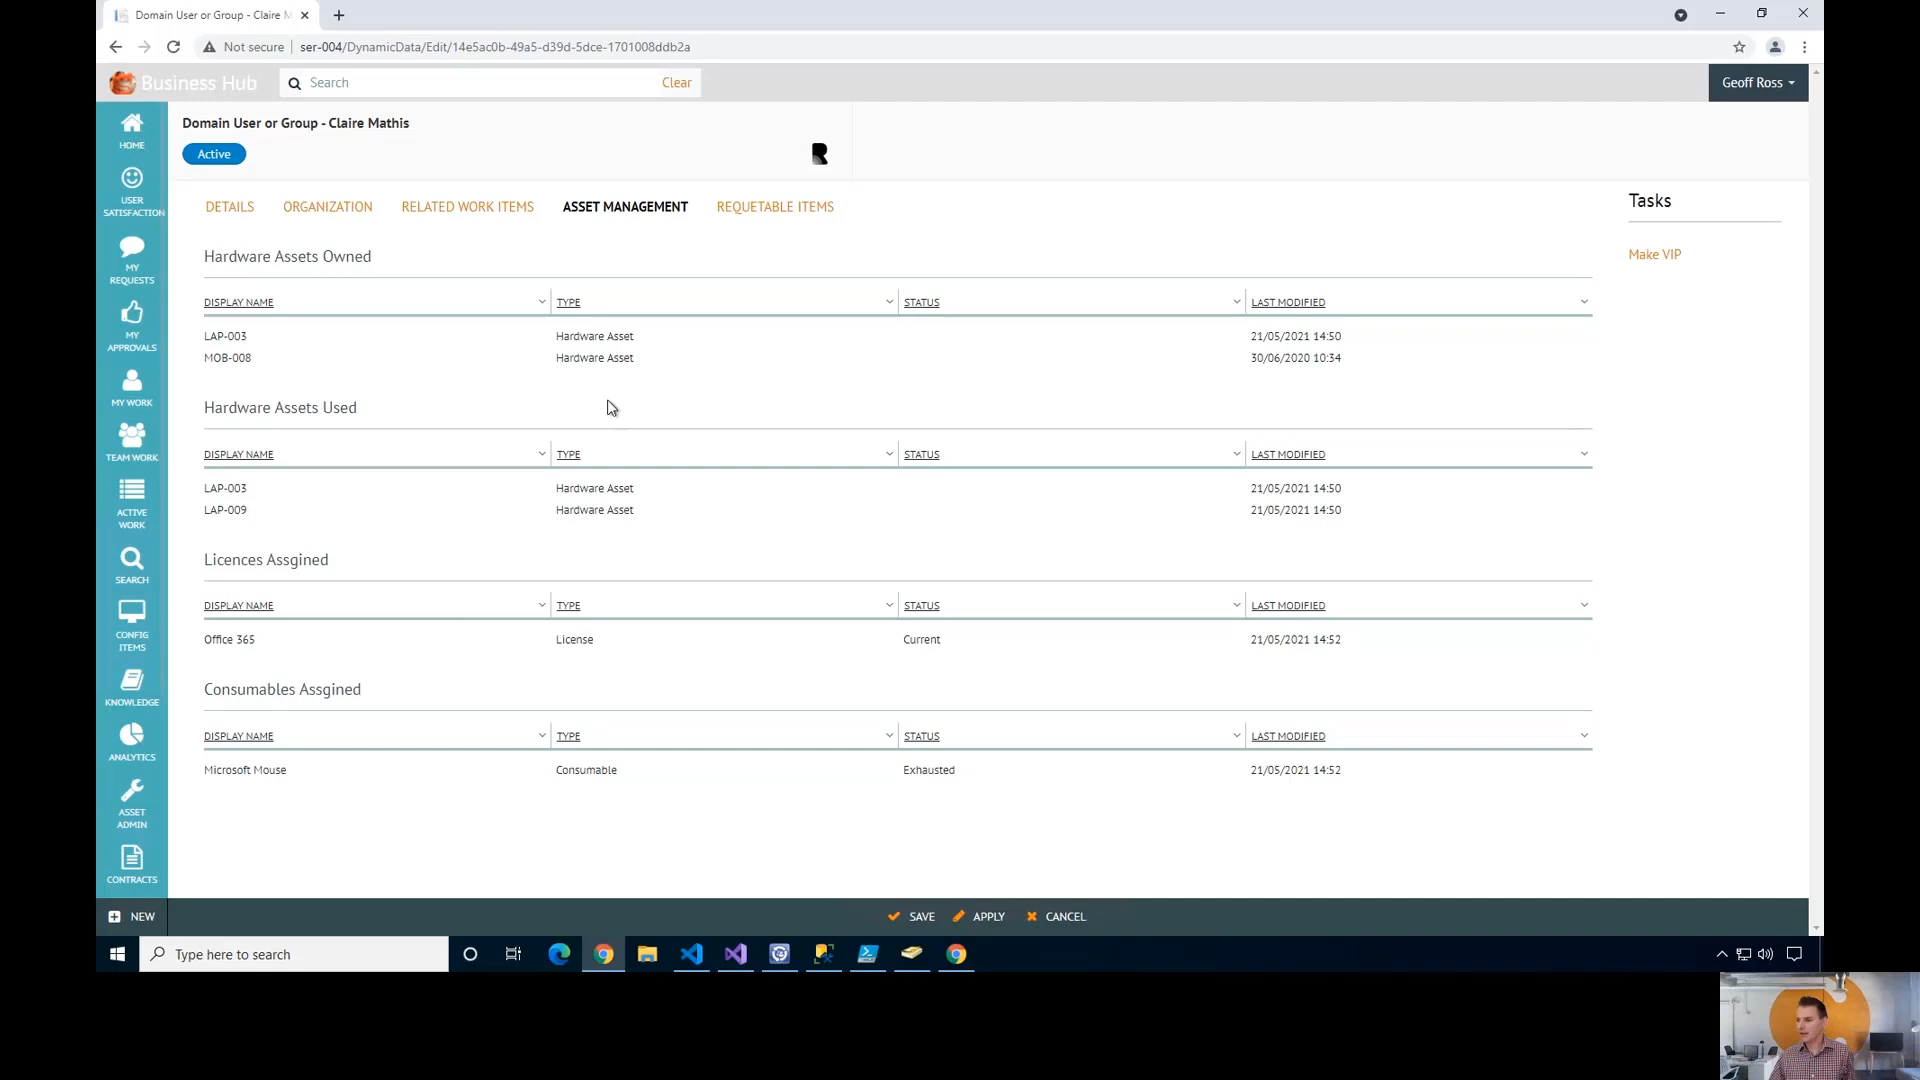 Domain User or Group - Claire M
Not secure ser-004/DynamicData/Edit/14e5ac0b-49a5-d39d-5dce-1701008ddb2a
Business Hub
Search
Clear
Geoff Ross
HOME
USER
SATISFACTION
MY
REQUESTS
MY
APPROVALS
MY WORK
TEAM WORK
ACTIVE
WORK
SEARCH
CONFIG
ITEMS
KNOWLEDGE
ANALYTICS
ASSET
ADMIN
CONTRACTS
NEW
Domain User or Group - Claire Mathis
Active
DETAILS ORGANIZATION RELATED WORK ITEMS ASSET MANAGEMENT REQUETABLE ITEMS
Hardware Assets Owned
DISPLAY NAME TYPE STATUS LAST MODIFIED
LAP-003 Hardware Asset 21/05/2021 14:50
MOB-008 Hardware Asset 30/06/2020 10:34
Hardware Assets Used
DISPLAY NAME TYPE STATUS LAST MODIFIED
LAP-003 Hardware Asset 21/05/2021 14:50
LAP-009 Hardware Asset 21/05/2021 14:50
Licences Assgined
DISPLAY NAME TYPE STATUS LAST MODIFIED
Office 365 License Current 21/05/2021 14:52
Consumables Assgined
DISPLAY NAME TYPE STATUS LAST MODIFIED
Microsoft Mouse Consumable Exhausted 21/05/2021 14:52
Tasks
Make VIP
SAVE APPLY CANCEL
Type here to search